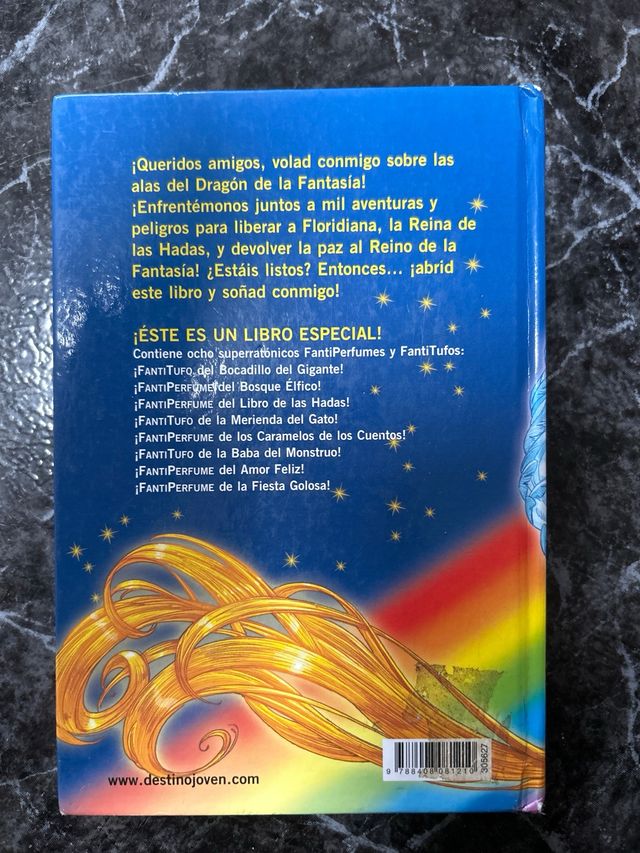 ¡Queridos amigos, volad conmigo sobre las
alas del Dragón de la Fantasía!
¡Enfrentémonos juntos a mil aventuras y
peligros para liberar a Floridiana, la Reina de
las Hadas, y devolver la paz al Reino de la
Fantasía! ¿Estáis listos? Entonces... ¡abrid
este libro y soñad conmigo!
¡ÉSTE ES UN LIBRO ESPECIAL!
Contiene ocho superratónicos FantiPerfumes y FantiTufos:
¡FANTITUFO del Bocadillo del Gigante!
¡FANTIPERFUME del Bosque Élfico!
¡FANTIPERFUME del Libro de las Hadas!
¡FANTITUFO de la Merienda del Gato!
¡FANTIPERFUME de los Caramelos de los Cuentos!
¡FANTITUFO de la Baba del Monstruo!
¡FANTIPERFUME del Amor Feliz!
¡FANTIPERFUME de la Fiesta Golosa!
www.destinojoven.com
9 788408 081210
305627